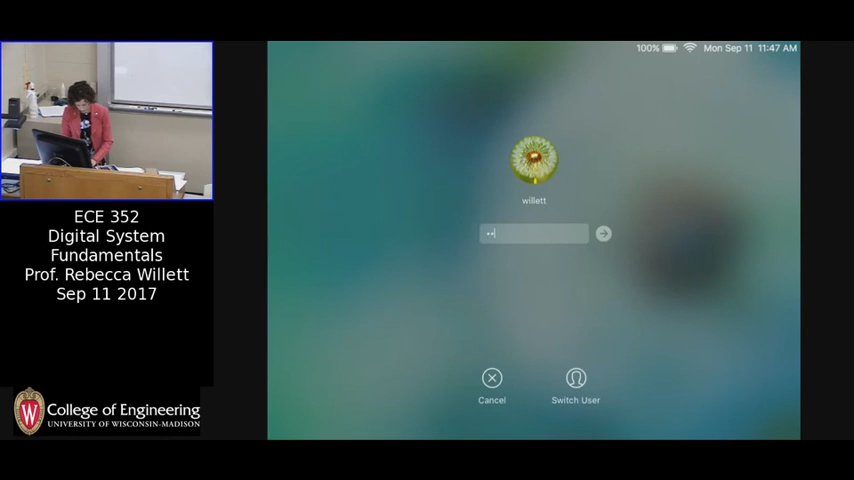 100%
Mon Sep 11 11:47 AM
willett
Cancel
Switch User
ECE 352
Digital System
Fundamentals
Prof. Rebecca Willett
Sep 11 2017
W
College of Engineering
UNIVERSITY OF WISCONSIN-MADISON